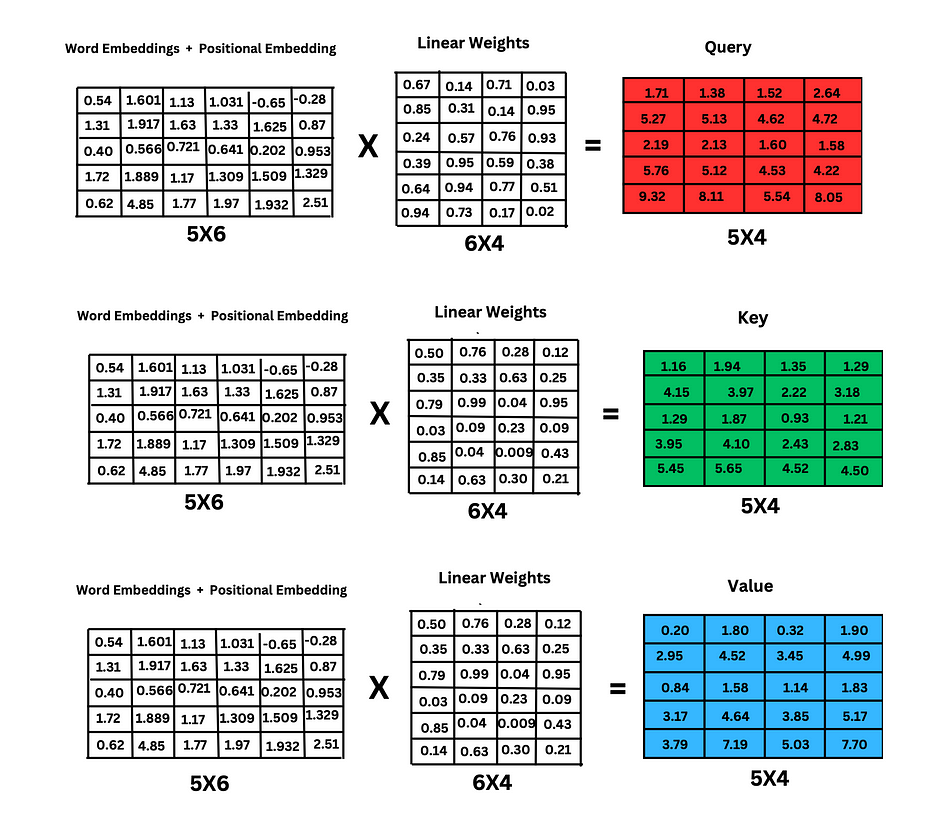 Word Embeddings + Positional Embedding
Linear Weights
Query
0.54 1.601 1.13 1.031 -0.65 -0.28
1.31 1.917 1.63 1.33 1.625 0.87
0.40 0.566 0.721 0.641 0.202 0.953
1.72 1.889 1.17 1.309 1.509 1.329
0.62 4.85 1.77 1.97 1.932 2.51
5X6
X
0.67 0.14 0.71 0.03
0.85 0.31 0.14 0.95
0.24 0.57 0.76 0.93
0.39 0.95 0.59 0.38
0.64 0.94 0.77 0.51
0.94 0.73 0.17 0.02
6X4
=
1.71 1.38 1.52 2.64
5.27 5.13 4.62 4.72
2.19 2.13 1.60 1.58
5.76 5.12 4.53 4.22
9.32 8.11 5.54 8.05
5X4
Word Embeddings + Positional Embedding
Linear Weights
Key
0.54 1.601 1.13 1.031 -0.65 -0.28
1.31 1.917 1.63 1.33 1.625 0.87
0.40 0.566 0.721 0.641 0.202 0.953
1.72 1.889 1.17 1.309 1.509 1.329
0.62 4.85 1.77 1.97 1.932 2.51
5X6
X
0.50 0.76 0.28 0.12
0.35 0.33 0.63 0.25
0.79 0.99 0.04 0.95
0.03 0.09 0.23 0.09
0.85 0.04 0.009 0.43
0.14 0.63 0.30 0.21
6X4
=
1.16 1.94 1.35 1.29
4.15 3.97 2.22 3.18
1.29 1.87 0.93 1.21
3.95 4.10 2.43 2.83
5.45 5.65 4.52 4.50
5X4
Word Embeddings + Positional Embedding
Linear Weights
Value
0.54 1.601 1.13 1.031 -0.65 -0.28
1.31 1.917 1.63 1.33 1.625 0.87
0.40 0.566 0.721 0.641 0.202 0.953
1.72 1.889 1.17 1.309 1.509 1.329
0.62 4.85 1.77 1.97 1.932 2.51
5X6
X
0.50 0.76 0.28 0.12
0.35 0.33 0.63 0.25
0.79 0.99 0.04 0.95
0.03 0.09 0.23 0.09
0.85 0.04 0.009 0.43
0.14 0.63 0.30 0.21
6X4
=
0.20 1.80 0.32 1.90
2.95 4.52 3.45 4.99
0.84 1.58 1.14 1.83
3.17 4.64 3.85 5.17
3.79 7.19 5.03 7.70
5X4